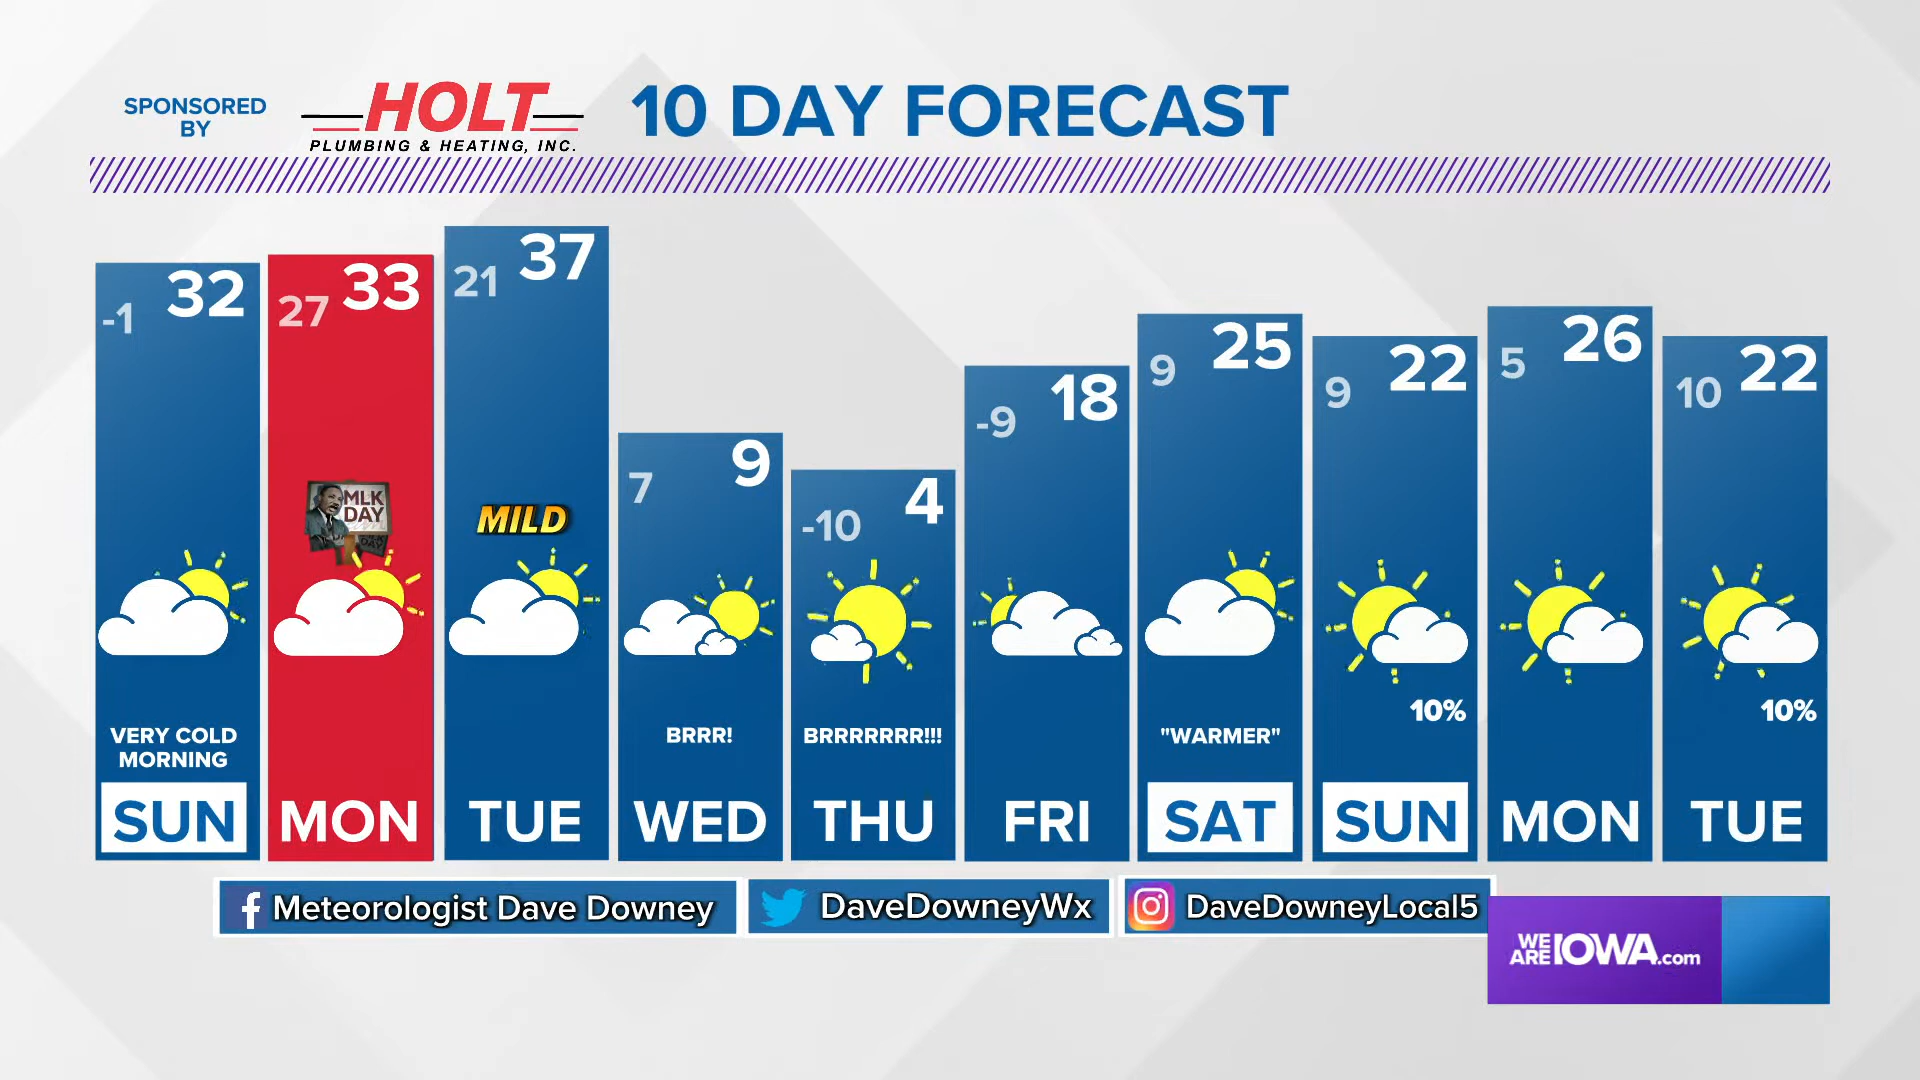 SPONSORED
BY
HOLT
PLUMBING & HEATING, INC.
10 DAY FORECAST
-1 32
27 33
21 37
7 9
-10 4
-9 18
9 25
9 22
5 26
10 22
MLK
DAY
MILD
10%
10%
VERY COLD
MORNING
BRRR!
BRRRRRRR!!!
"WARMER"
SUN MON TUE WED THU FRI SAT SUN MON TUE
f Meteorologist Dave Downey
DaveDowneyWx
DaveDowneyLocal5
WE
ARE IOWA.com